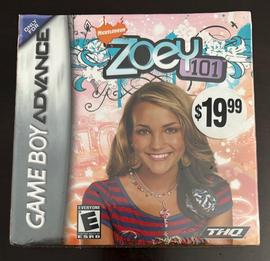 ONLY FOR
GAME BOY ADVANCE
NICKELODEON
ZOEY
101
$19.99
EVERYONE
E
ESRB
THQ